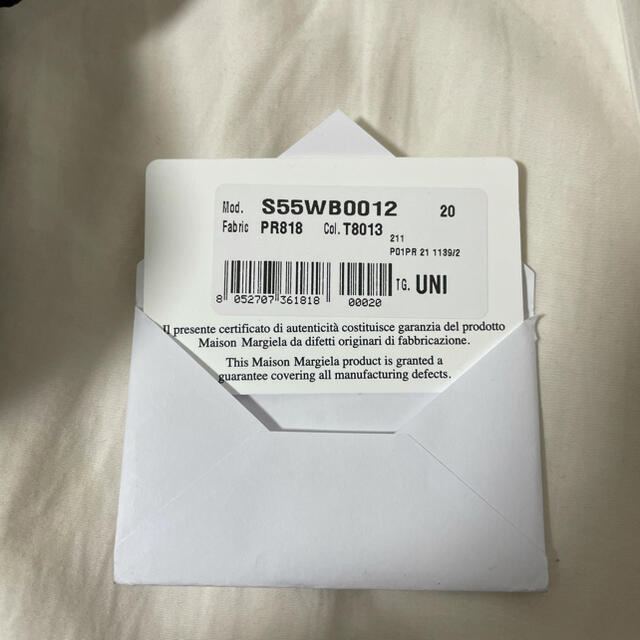 Mod. S55WB0012 20
Fabric PR818 Col. T8013
211
P01PR 21 1139/2
8 052707 361818 00020 TG. UNI
Il presente certificato di autenticità costituisce garanzia del prodotto
Maison Margiela da difetti originari di fabbricazione.
This Maison Margiela product is granted a
guarantee covering all manufacturing defects.